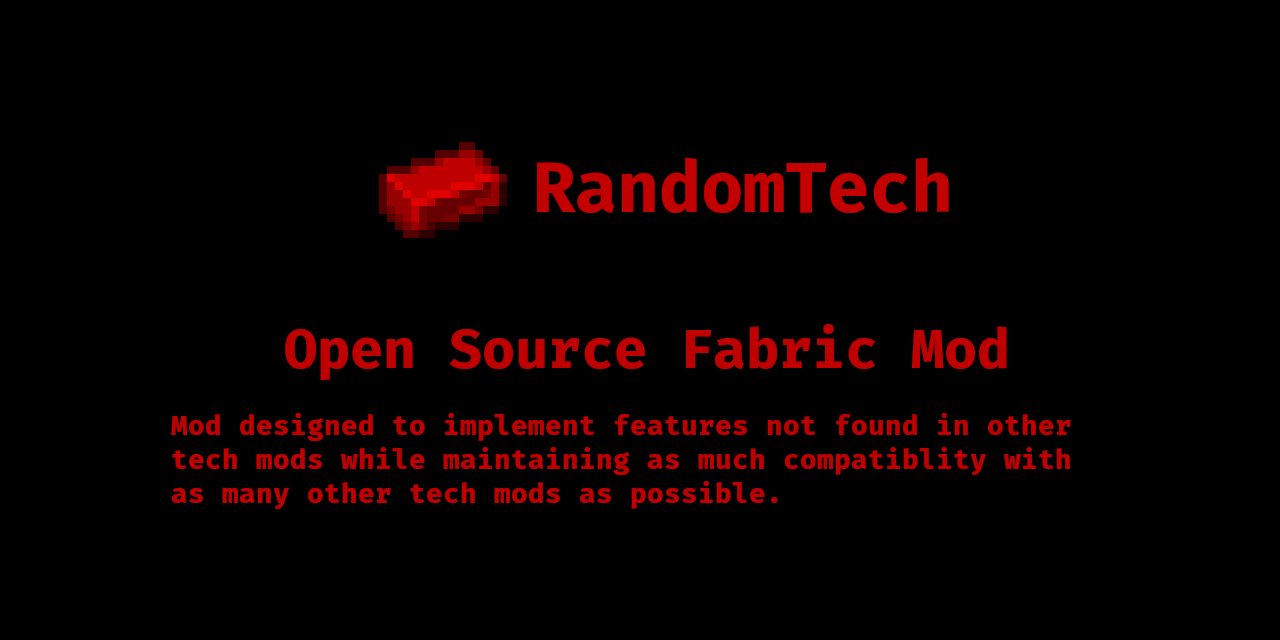 RandomTech
Open Source Fabric Mod
Mod designed to implement features not found in other
tech mods while maintaining as much compatiblity with
as many other tech mods as possible.